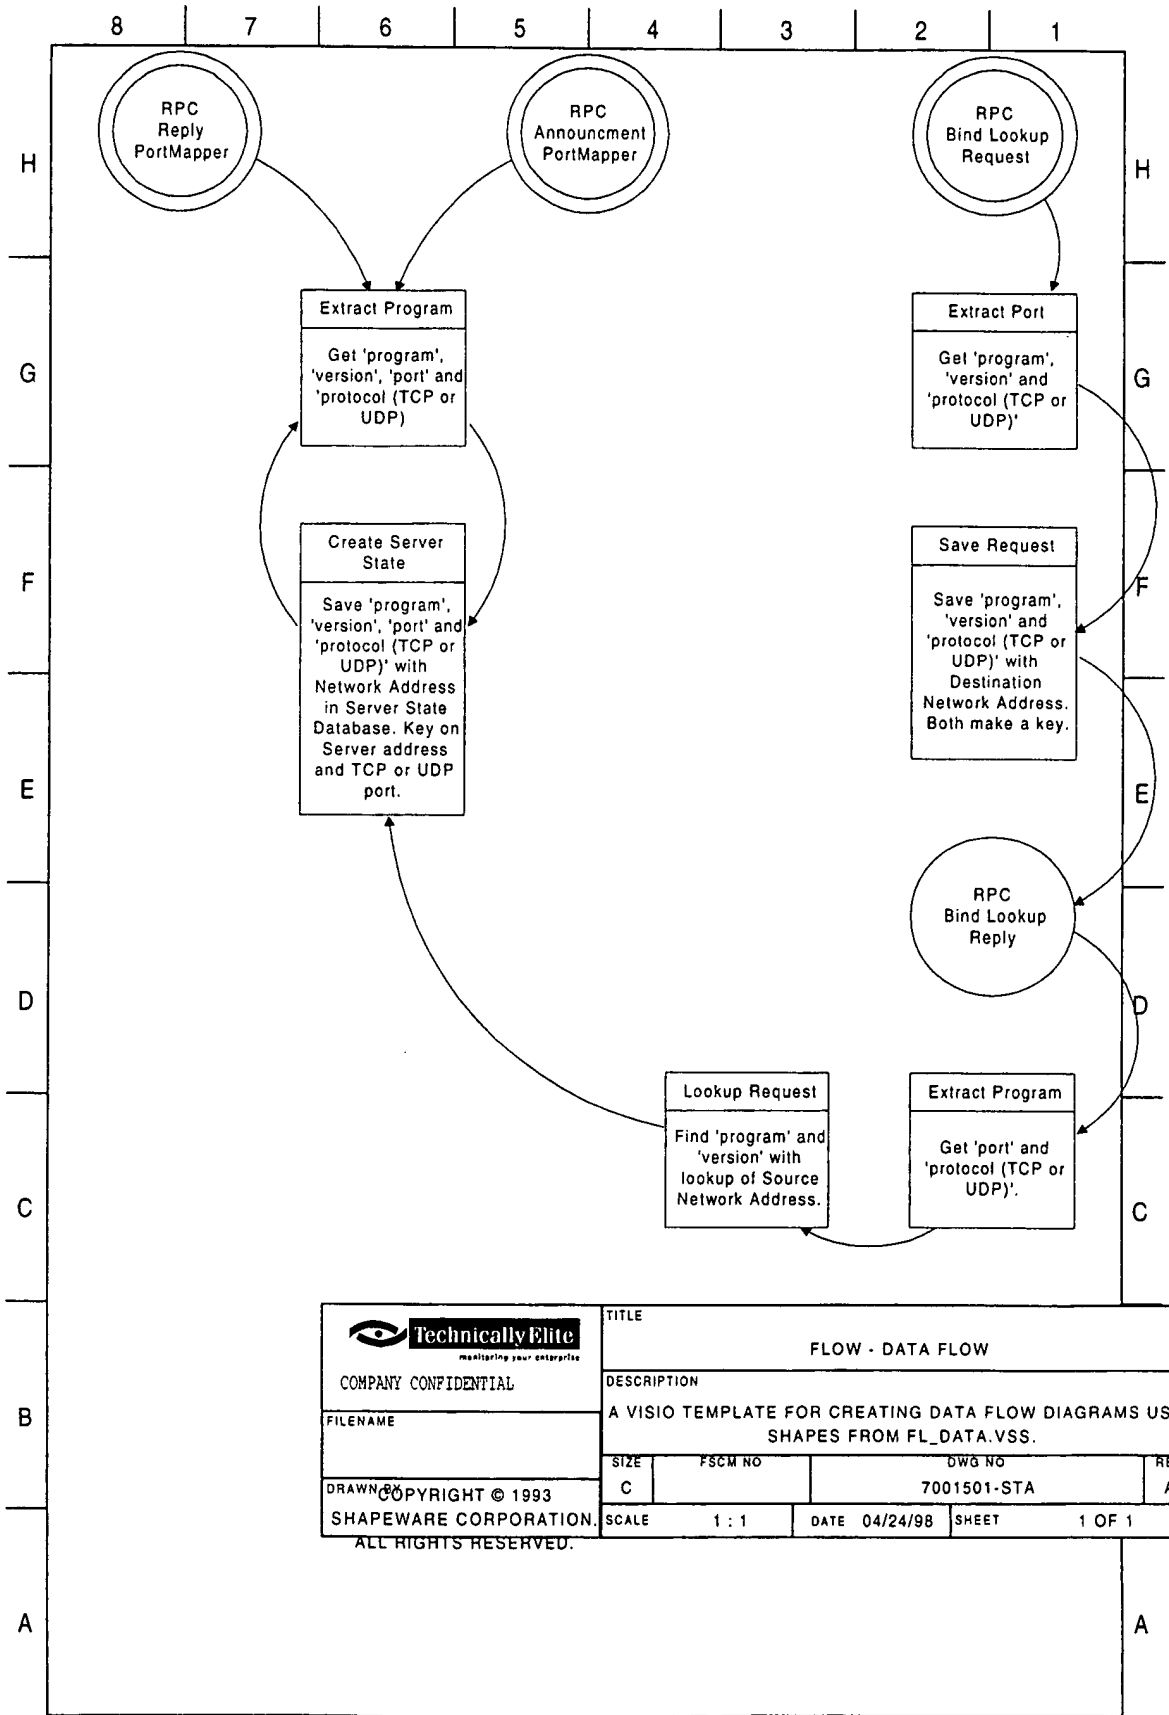 8 7 6 5 4 3 2 1
H
H
G
G
F
F
E
E
D
D
C
C
B
A
A
RPC
Reply
PortMapper
RPC
Announcment
PortMapper
RPC
Bind Lookup
Request
Extract Program
Get 'program',
'version', 'port' and
'protocol (TCP or
UDP)
Extract Port
Get 'program',
'version' and
'protocol (TCP or
UDP)'
Create Server
State
Save 'program',
'version', 'port' and
'protocol (TCP or
UDP)' with
Network Address
in Server State
Database. Key on
Server address
and TCP or UDP
port.
Save Request
Save 'program',
'version' and
'protocol (TCP or
UDP)' with
Destination
Network Address.
Both make a key.
RPC
Bind Lookup
Reply
Lookup Request
Find 'program' and
'version' with
lookup of Source
Network Address.
Extract Program
Get 'port' and
'protocol (TCP or
UDP)'.
Technically Elite
monitoring your enterprise
COMPANY CONFIDENTIAL
FILENAME
DRAWN BY
COPYRIGHT © 1993
SHAPEWARE CORPORATION.
ALL RIGHTS RESERVED.
TITLE
FLOW - DATA FLOW
DESCRIPTION
A VISIO TEMPLATE FOR CREATING DATA FLOW DIAGRAMS US
SHAPES FROM FL_DATA.VSS.
SIZE
C
FSCM NO
DWG NO
7001501-STA
RE
A
SCALE 1 : 1
DATE 04/24/98
SHEET 1 OF 1